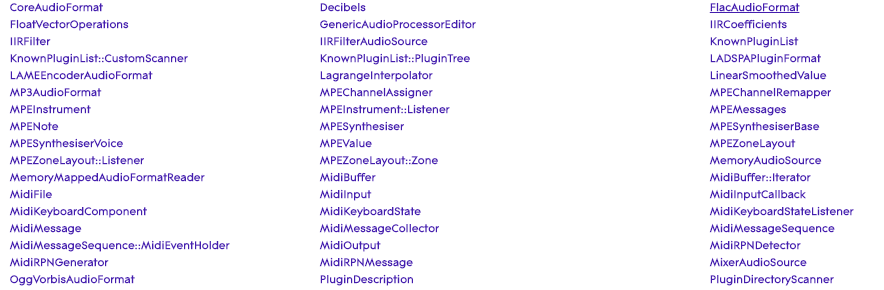 CoreAudioFormat Decibels FlacAudioFormat
FloatVectorOperations GenericAudioProcessorEditor IIRCoefficients
IIRFilter IIRFilterAudioSource KnownPluginList
KnownPluginList::CustomScanner KnownPluginList::PluginTree LADSPAPluginFormat
LAMEEncoderAudioFormat LagrangeInterpolator LinearSmoothedValue
MP3AudioFormat MPEChannelAssigner MPEChannelRemapper
MPEInstrument MPEInstrument::Listener MPEMessages
MPENote MPESynthesiser MPESynthesiserBase
MPESynthesiserVoice MPEValue MPEZoneLayout
MPEZoneLayout::Listener MPEZoneLayout::Zone MemoryAudioSource
MemoryMappedAudioFormatReader MidiBuffer MidiBuffer::Iterator
MidiFile MidiInput MidiInputCallback
MidiKeyboardComponent MidiKeyboardState MidiKeyboardStateListener
MidiMessage MidiMessageCollector MidiMessageSequence
MidiMessageSequence::MidiEventHolder MidiOutput MidiRPNDetector
MidiRPNGenerator MidiRPNMessage MixerAudioSource
OggVorbisAudioFormat PluginDescription PluginDirectoryScanner